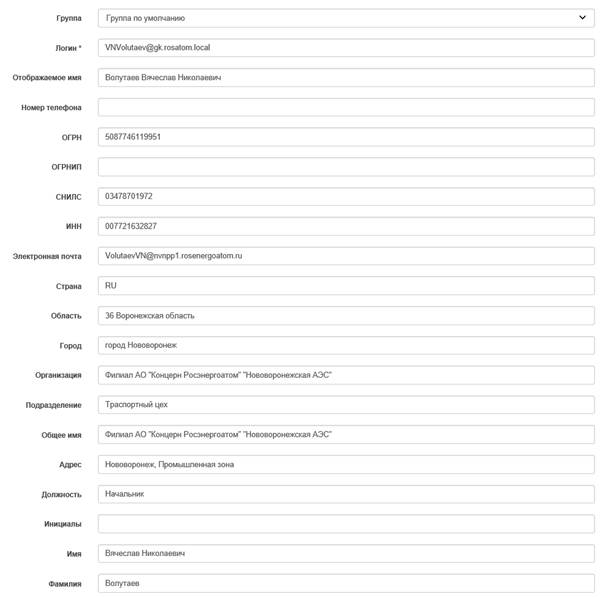 Группа Группа по умолчанию
Логин * VNVolutaev@gk.rosatom.local
Отображаемое имя Волутаев Вячеслав Николаевич
Номер телефона
ОГРН 5087746119951
ОГРНИП
СНИЛС 03478701972
ИНН 007721632827
Электронная почта VolutaevVN@nvnpp1.rosenergoatom.ru
Страна RU
Область 36 Воронежская область
Город город Нововоронеж
Организация Филиал АО "Концерн Росэнергоатом" "Нововоронежская АЭС"
Подразделение Траспортный цех
Общее имя Филиал АО "Концерн Росэнергоатом" "Нововоронежская АЭС"
Адрес Нововоронеж, Промышленная зона
Должность Начальник
Инициалы
Имя Вячеслав Николаевич
Фамилия Волутаев